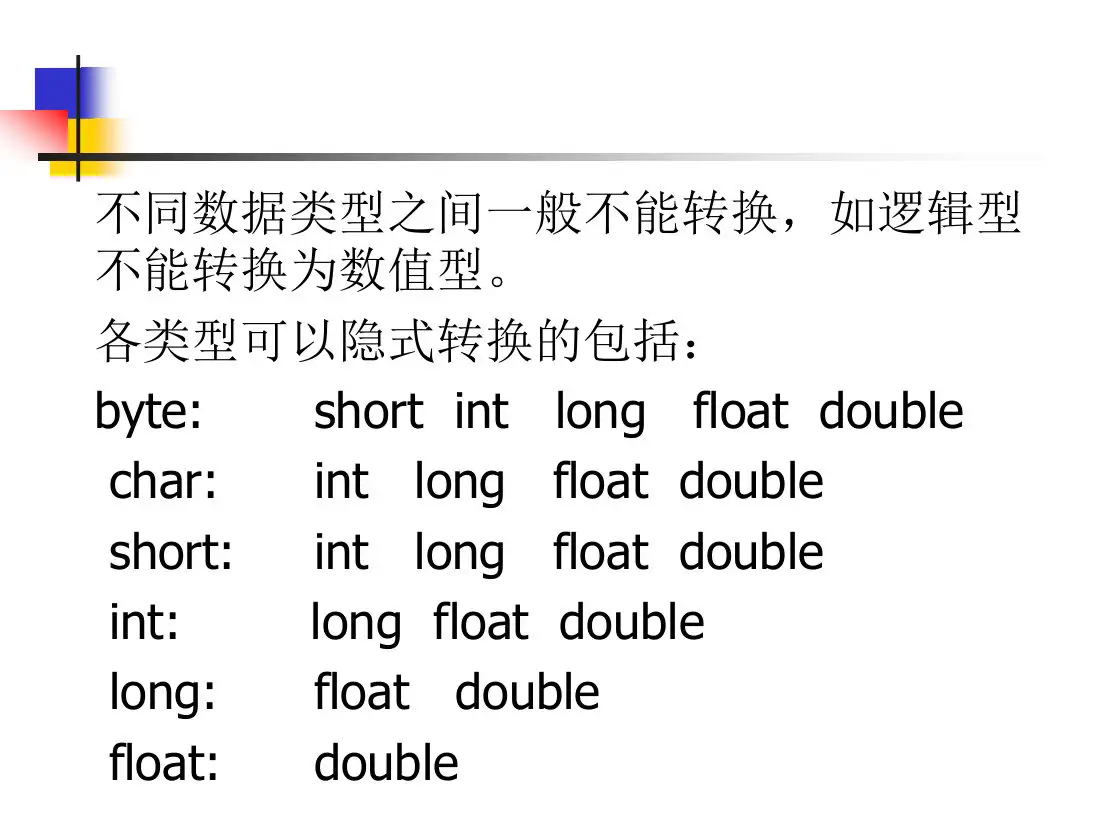 不同数据类型之间一般不能转换，如逻辑型
不能转换为数值型。
各类型可以隐式转换的包括：
byte: short int long float double
char: int long float double
short: int long float double
int: long float double
long: float double
float: double